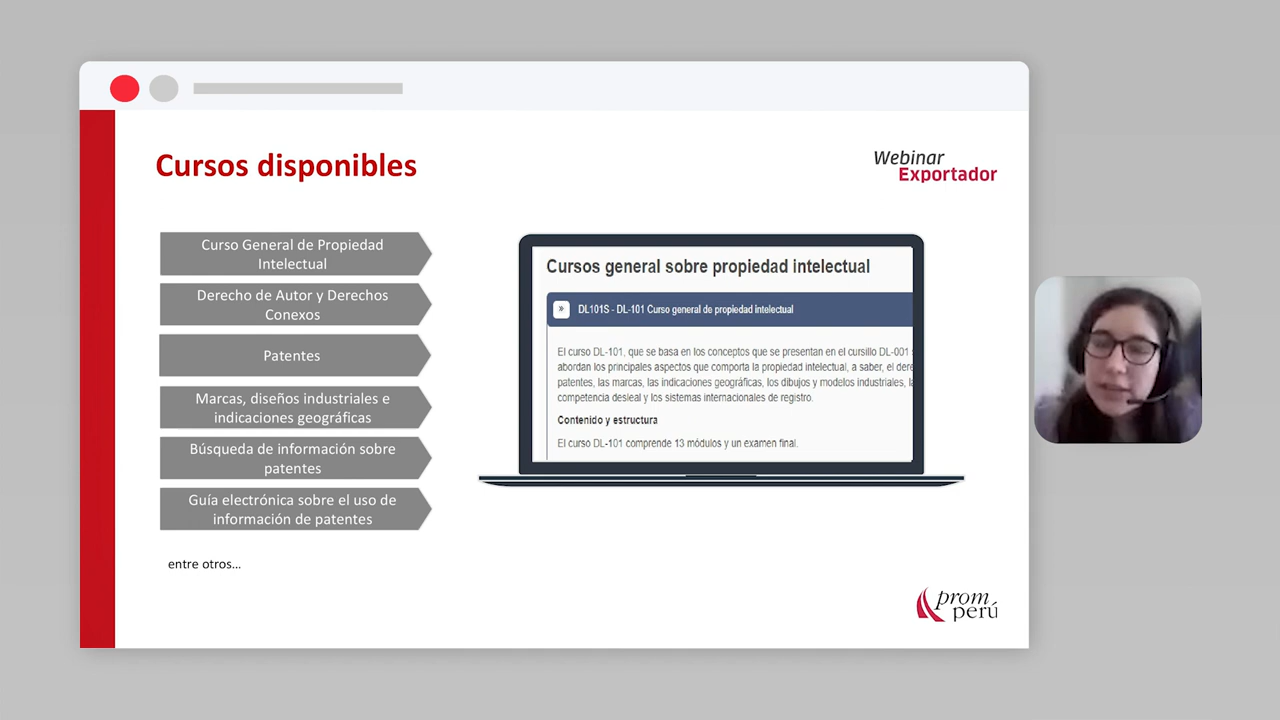 Cursos disponibles
Webinar
Exportador
Curso General de Propiedad
Intelectual
Derecho de Autor y Derechos
Conexos
Patentes
Marcas, diseños industriales e
indicaciones geográficas
Búsqueda de información sobre
patentes
Guía electrónica sobre el uso de
información de patentes
entre otros...
Cursos general sobre propiedad intelectual
» DL101S - DL-101 Curso general de propiedad intelectual
El curso DL-101, que se basa en los conceptos que se presentan en el cursillo DL-001
abordan los principales aspectos que comporta la propiedad intelectual, a saber, el
patentes, las marcas, las indicaciones geográficas, los dibujos y modelos industriales,
competencia desleal y los sistemas internacionales de registro.
Contenido y estructura
El curso DL-101 comprende 13 módulos y un examen final.
prom
perú